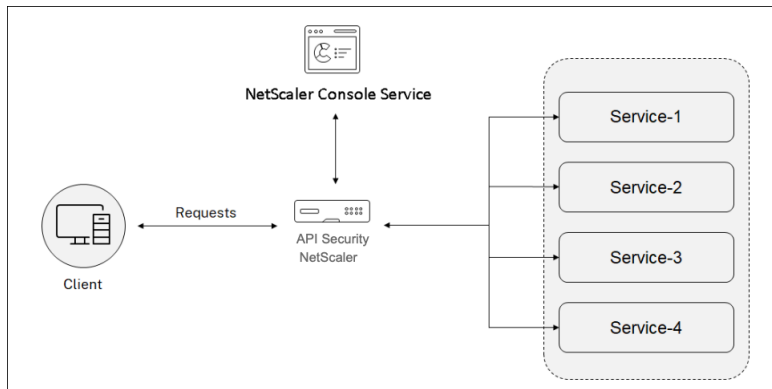 NetScaler Console Service
Requests
API Security
NetScaler
Client
Service-1
Service-2
Service-3
Service-4